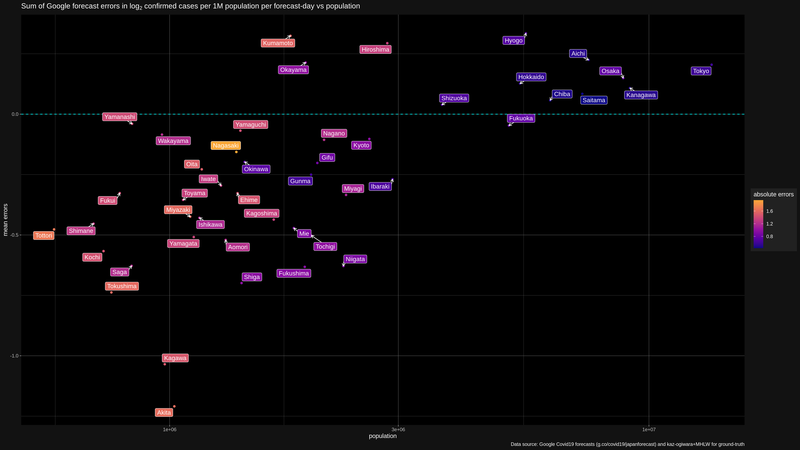 Sum of Google forecast errors in log₂ confirmed cases per 1M population per forecast-day vs population
Kumamoto
Hiroshima
Hyogo
Aichi
Okayama
Osaka
Tokyo
Hokkaido
Shizuoka
Chiba
Saitama
Kanagawa
0.0
Yamanashi
Fukuoka
Yamaguchi
Nagano
Wakayama
Nagasaki
Kyoto
Gifu
Oita
Okinawa
Iwate
Gunma
Miyagi
Ibaraki
Toyama
Fukui
Ehime
Miyazaki
Kagoshima
Ishikawa
Shimane
Tottori
Mie
-0.5
Yamagata
Aomori
Tochigi
Kochi
Niigata
Saga
Shiga
Fukushima
Tokushima
-1.0
Kagawa
Akita
mean errors
absolute errors
1.6
1.2
0.8
1e+06
3e+06
1e+07
population
Data source: Google Covid19 forecasts (g.co/covid19/japanforecast) and kaz-ogiwara+MHLW for ground-truth